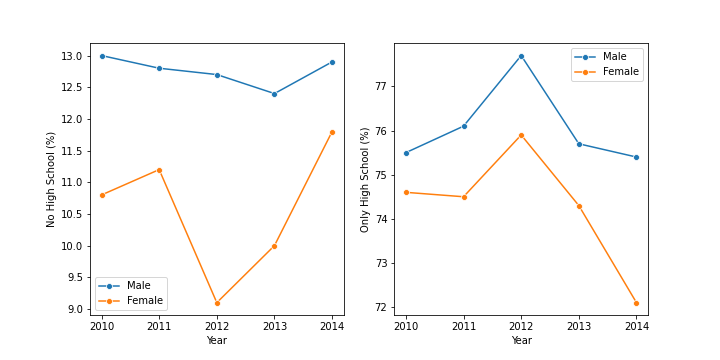 No High School (%)
13.0
12.5
12.0
11.5
11.0
10.5
10.0
9.5
9.0
2010 2011 2012 2013 2014
Year
Male
Female
Only High School (%)
77
76
75
74
73
72
2010 2011 2012 2013 2014
Year
Male
Female